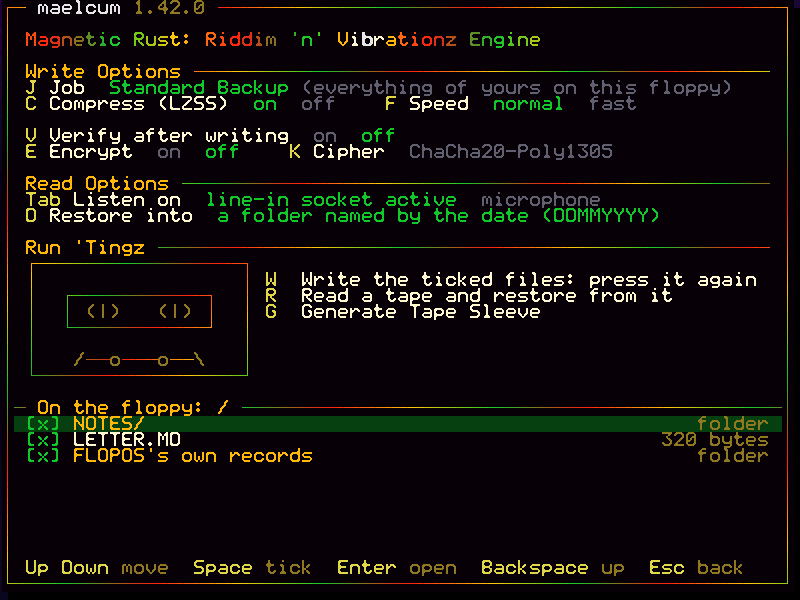 maelcum 1.42.0
Magnetic Rust: Riddim 'n' Vibrationz Engine
Write Options
J Job Standard Backup (everything of yours on this floppy)
C Compress (LZSS) on off F Speed normal fast
V Verify after writing on off
E Encrypt on off K Cipher ChaCha20-Poly1305
Read Options
Tab Listen on line-in socket active microphone
O Restore into a folder named by the date (DDMMYYYY)
Run 'Tingz
W Write the ticked files: press it again
R Read a tape and restore from it
G Generate Tape Sleeve
(|) (|)
/——o————o——\
On the floppy: /
[x] NOTES/ folder
[x] LETTER.MD 320 bytes
[x] FLOPOS's own records folder
Up Down move Space tick Enter open Backspace up Esc back